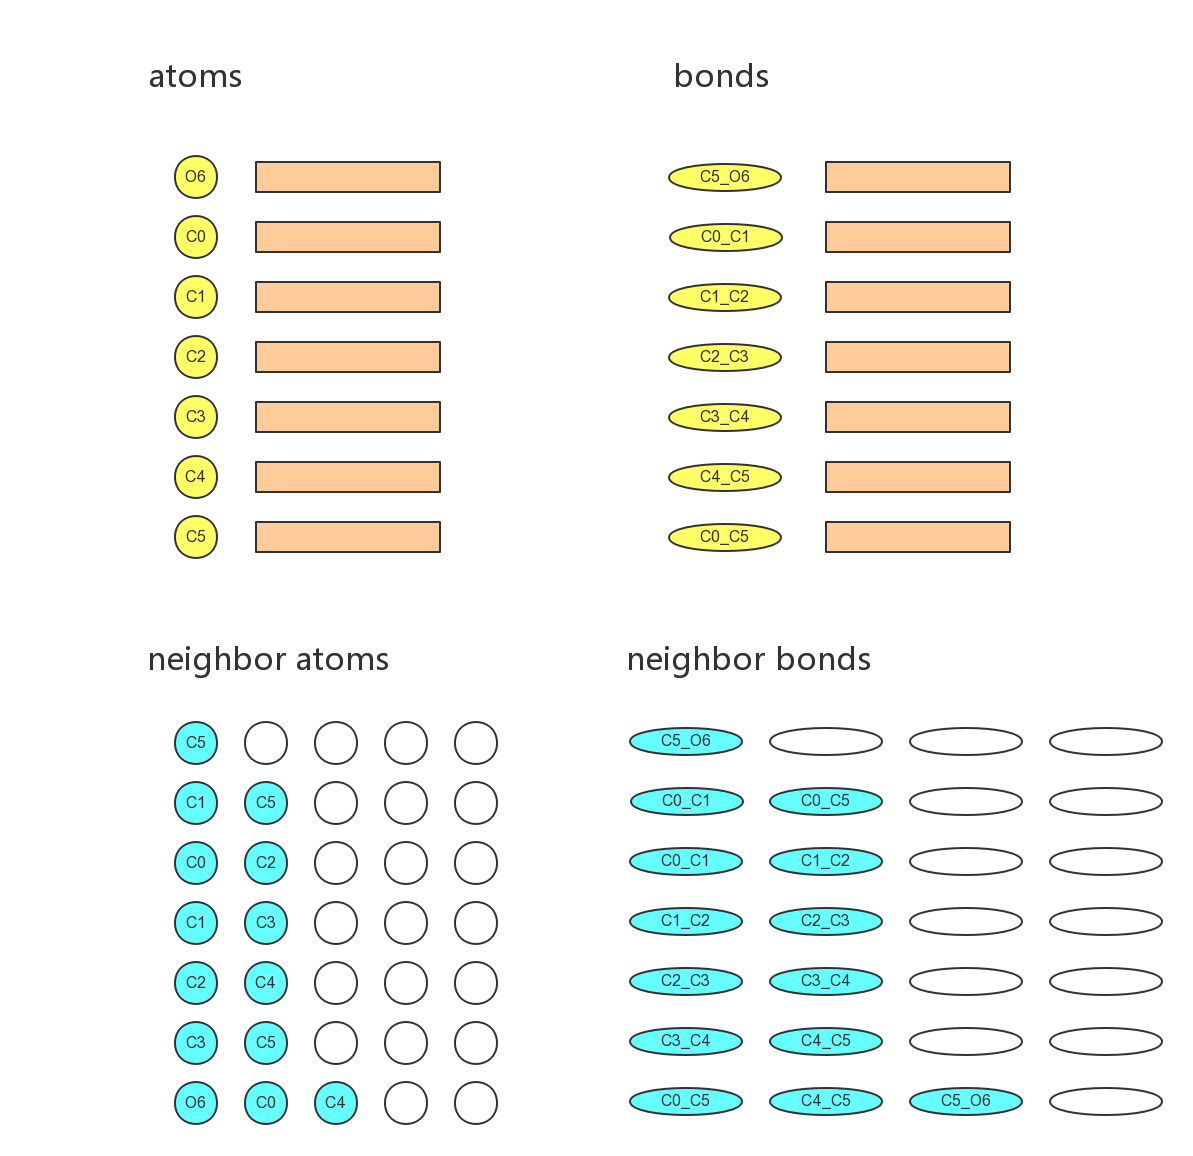 atoms bonds
O6 C5_O6
C0 C0_C1
C1 C1_C2
C2 C2_C3
C3 C3_C4
C4 C4_C5
C5 C0_C5
neighbor atoms neighbor bonds
C5 C5_O6
C1 C5 C0_C1 C0_C5
C0 C2 C0_C1 C1_C2
C1 C3 C1_C2 C2_C3
C2 C4 C2_C3 C3_C4
C3 C5 C3_C4 C4_C5
O6 C0 C4 C0_C5 C4_C5 C5_O6